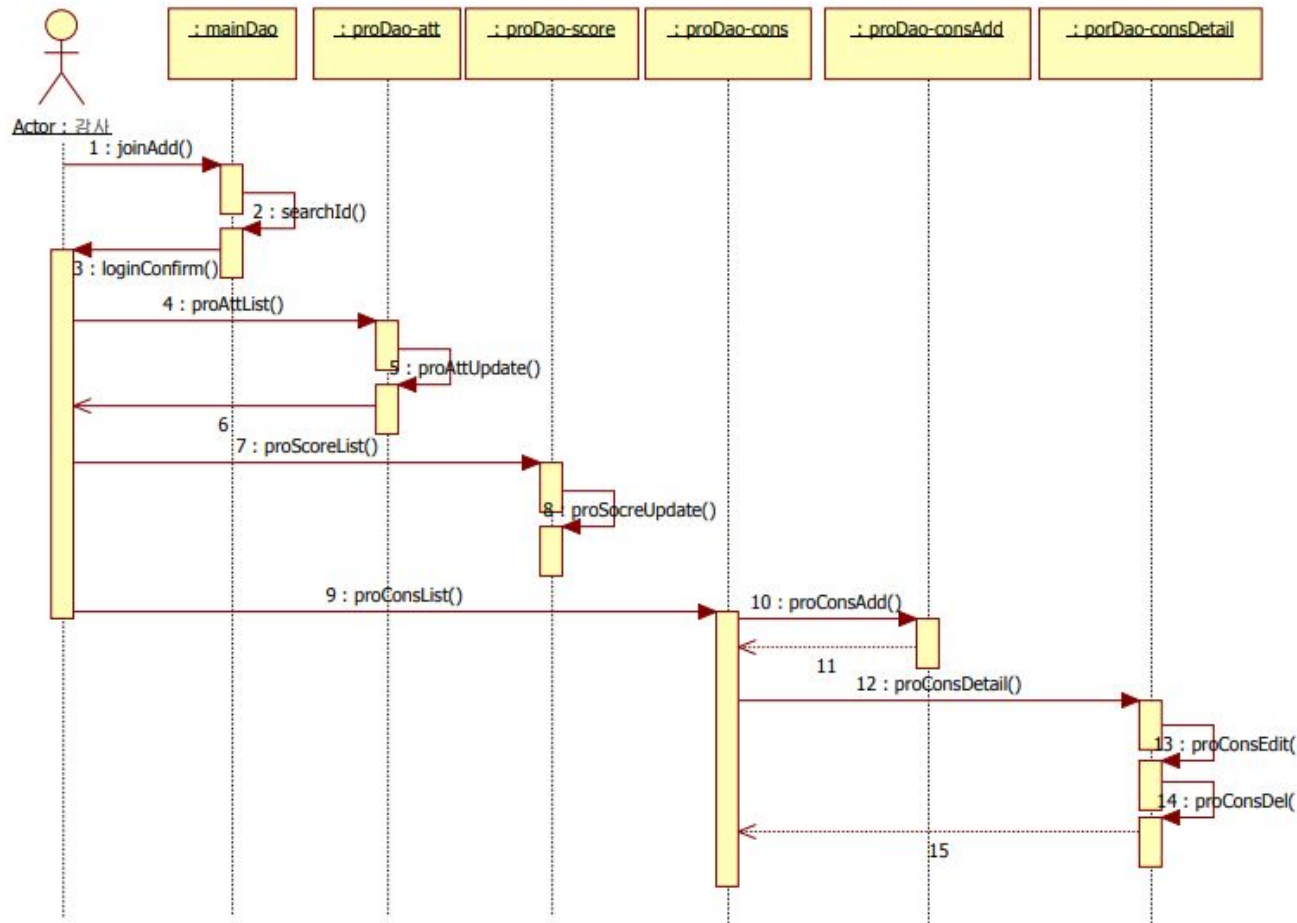 : mainDao
: proDao-att
: proDao-score
: proDao-cons
: proDao-consAdd
: porDao-consDetail
Actor : 강사
1 : joinAdd()
2 : searchId()
3 : loginConfirm()
4 : proAttList()
5 : proAttUpdate()
6
7 : proScoreList()
8 : proSocreUpdate()
9 : proConsList()
10 : proConsAdd()
11
12 : proConsDetail()
13 : proConsEdit(
14 : proConsDel(
15